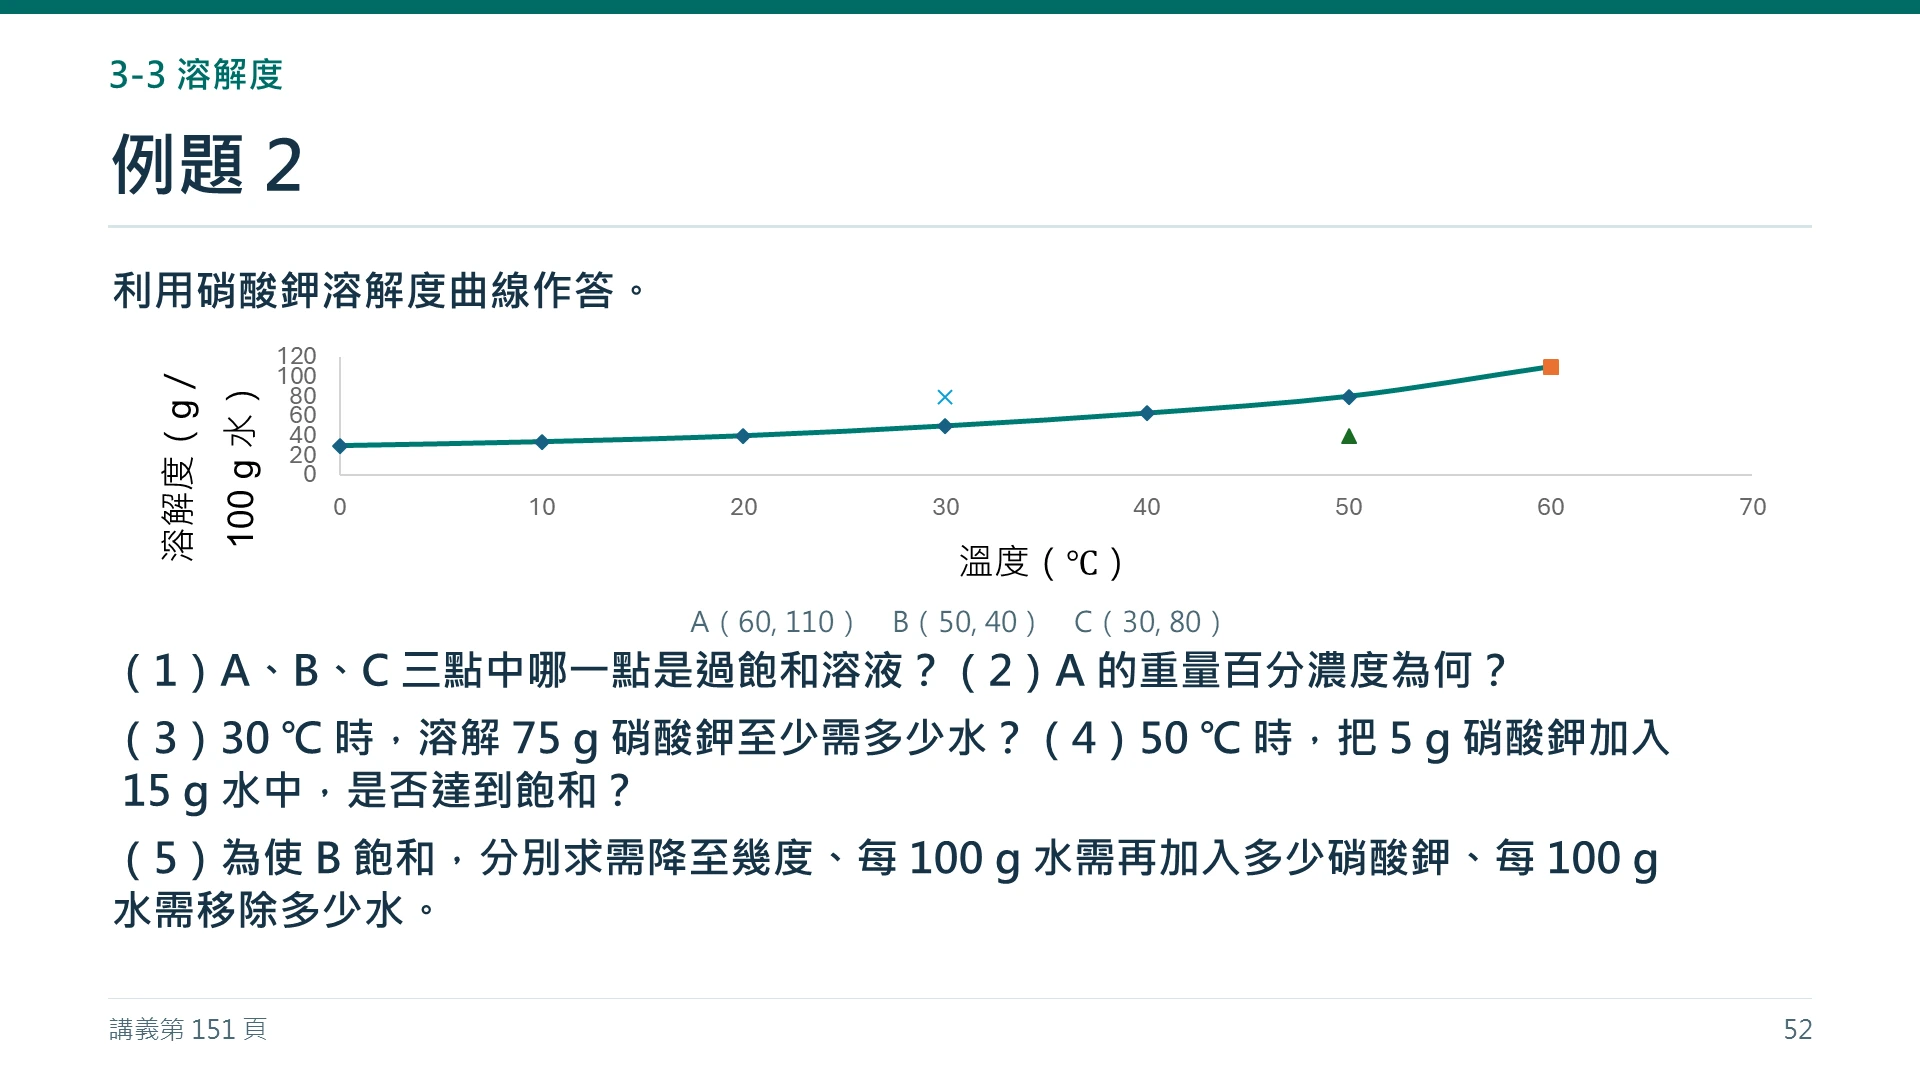 3-3 溶解度
例題 2
利用硝酸鉀溶解度曲線作答。
溶解度（g /
100 g 水）
120
100
80
60
40
20
0
0 10 20 30 40 50 60 70
溫度（℃）
A（60, 110） B（50, 40） C（30, 80）
（1）A、B、C 三點中哪一點是過飽和溶液？（2）A 的重量百分濃度為何？
（3）30 ℃ 時，溶解 75 g 硝酸鉀至少需多少水？（4）50 ℃ 時，把 5 g 硝酸鉀加入
15 g 水中，是否達到飽和？
（5）為使 B 飽和，分別求需降至幾度、每 100 g 水需再加入多少硝酸鉀、每 100 g
水需移除多少水。
講義第 151 頁
52